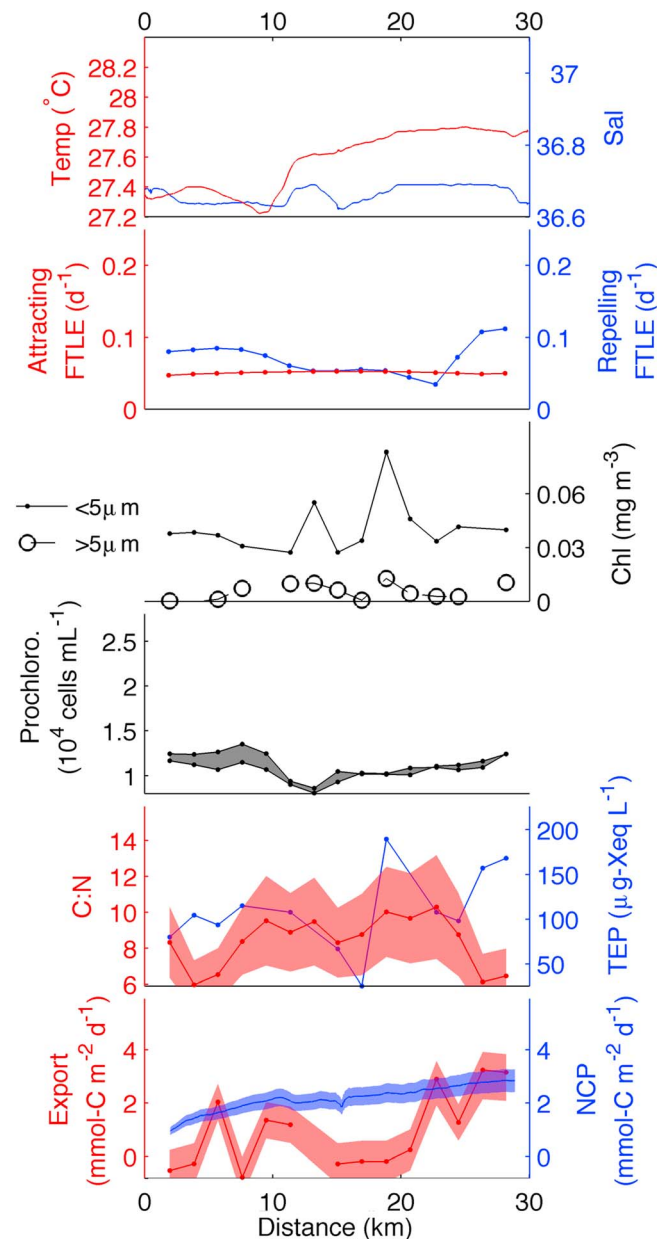 0 10 20 30
28.2
28
27.8
27.6
27.4
27.2
Temp (°C)
37
36.8
36.6
Sal
0.2
0.1
0
Attracting
FTLE (d-1)
0.2
0.1
0
Repelling
FTLE (d-1)
<5μm
>5μm
0.06
0.03
0
Chl (mg m-3)
2.5
2
1.5
1
Prochloro.
(10^4 cells mL-1)
14
12
10
8
6
C:N
200
150
100
50
TEP (μg-Xeq L-1)
4
2
0
Export
(mmol-C m-2 d-1)
4
2
0
NCP
(mmol-C m-2 d-1)
0 10 20 30
Distance (km)